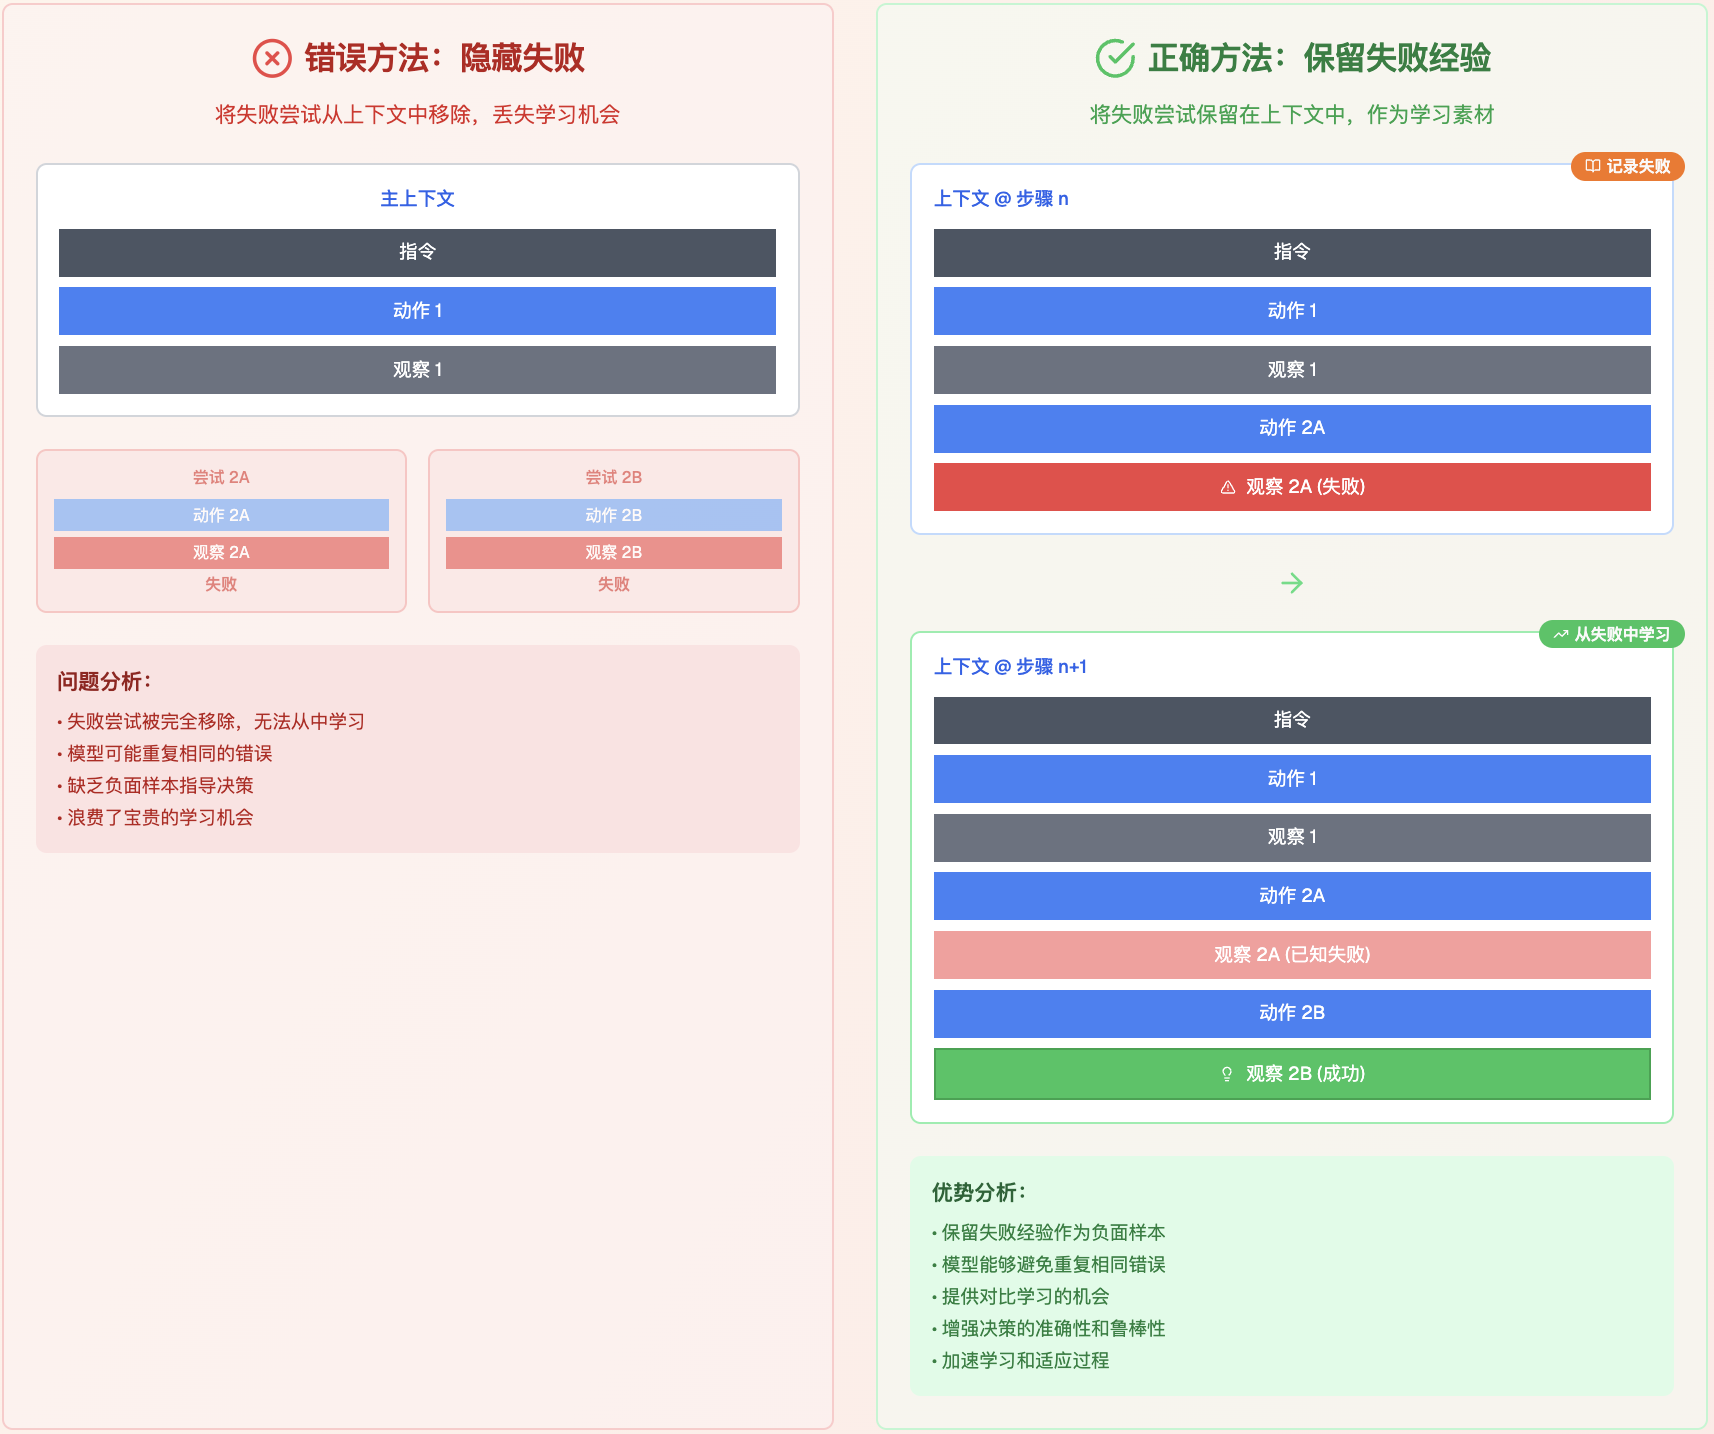 错误方法：隐藏失败
将失败尝试从上下文中移除，丢失学习机会
主上下文
指令
动作 1
观察 1
尝试 2A
动作 2A
观察 2A
失败
尝试 2B
动作 2B
观察 2B
失败
问题分析：
• 失败尝试被完全移除，无法从中学习
• 模型可能重复相同的错误
• 缺乏负面样本指导决策
• 浪费了宝贵的学习机会
正确方法：保留失败经验
将失败尝试保留在上下文中，作为学习素材
记录失败
上下文 @ 步骤 n
指令
动作 1
观察 1
动作 2A
观察 2A (失败)
从失败中学习
上下文 @ 步骤 n+1
指令
动作 1
观察 1
动作 2A
观察 2A (已知失败)
动作 2B
观察 2B (成功)
优势分析：
• 保留失败经验作为负面样本
• 模型能够避免重复相同错误
• 提供对比学习的机会
• 增强决策的准确性和鲁棒性
• 加速学习和适应过程